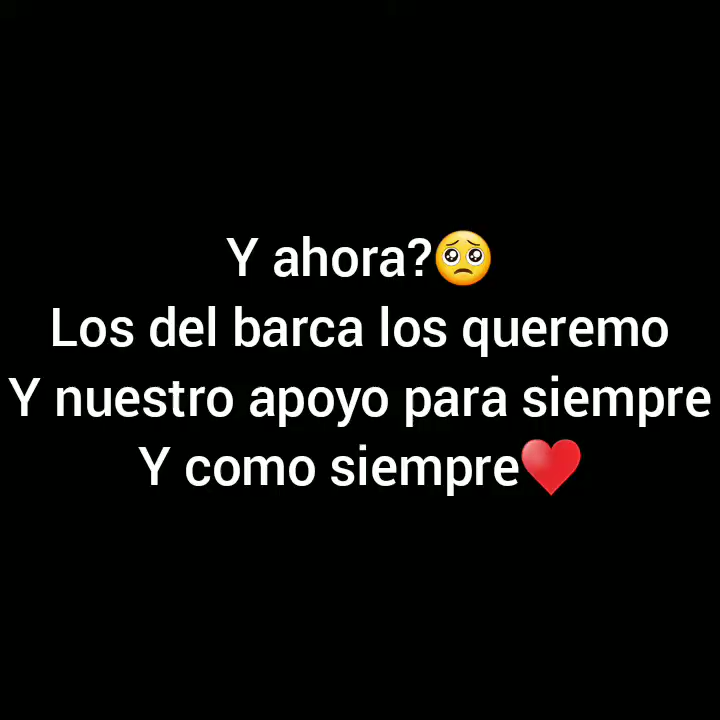 Y ahora?🥺
Los del barca los queremo
Y nuestro apoyo para siempre
Y como siempre♥️